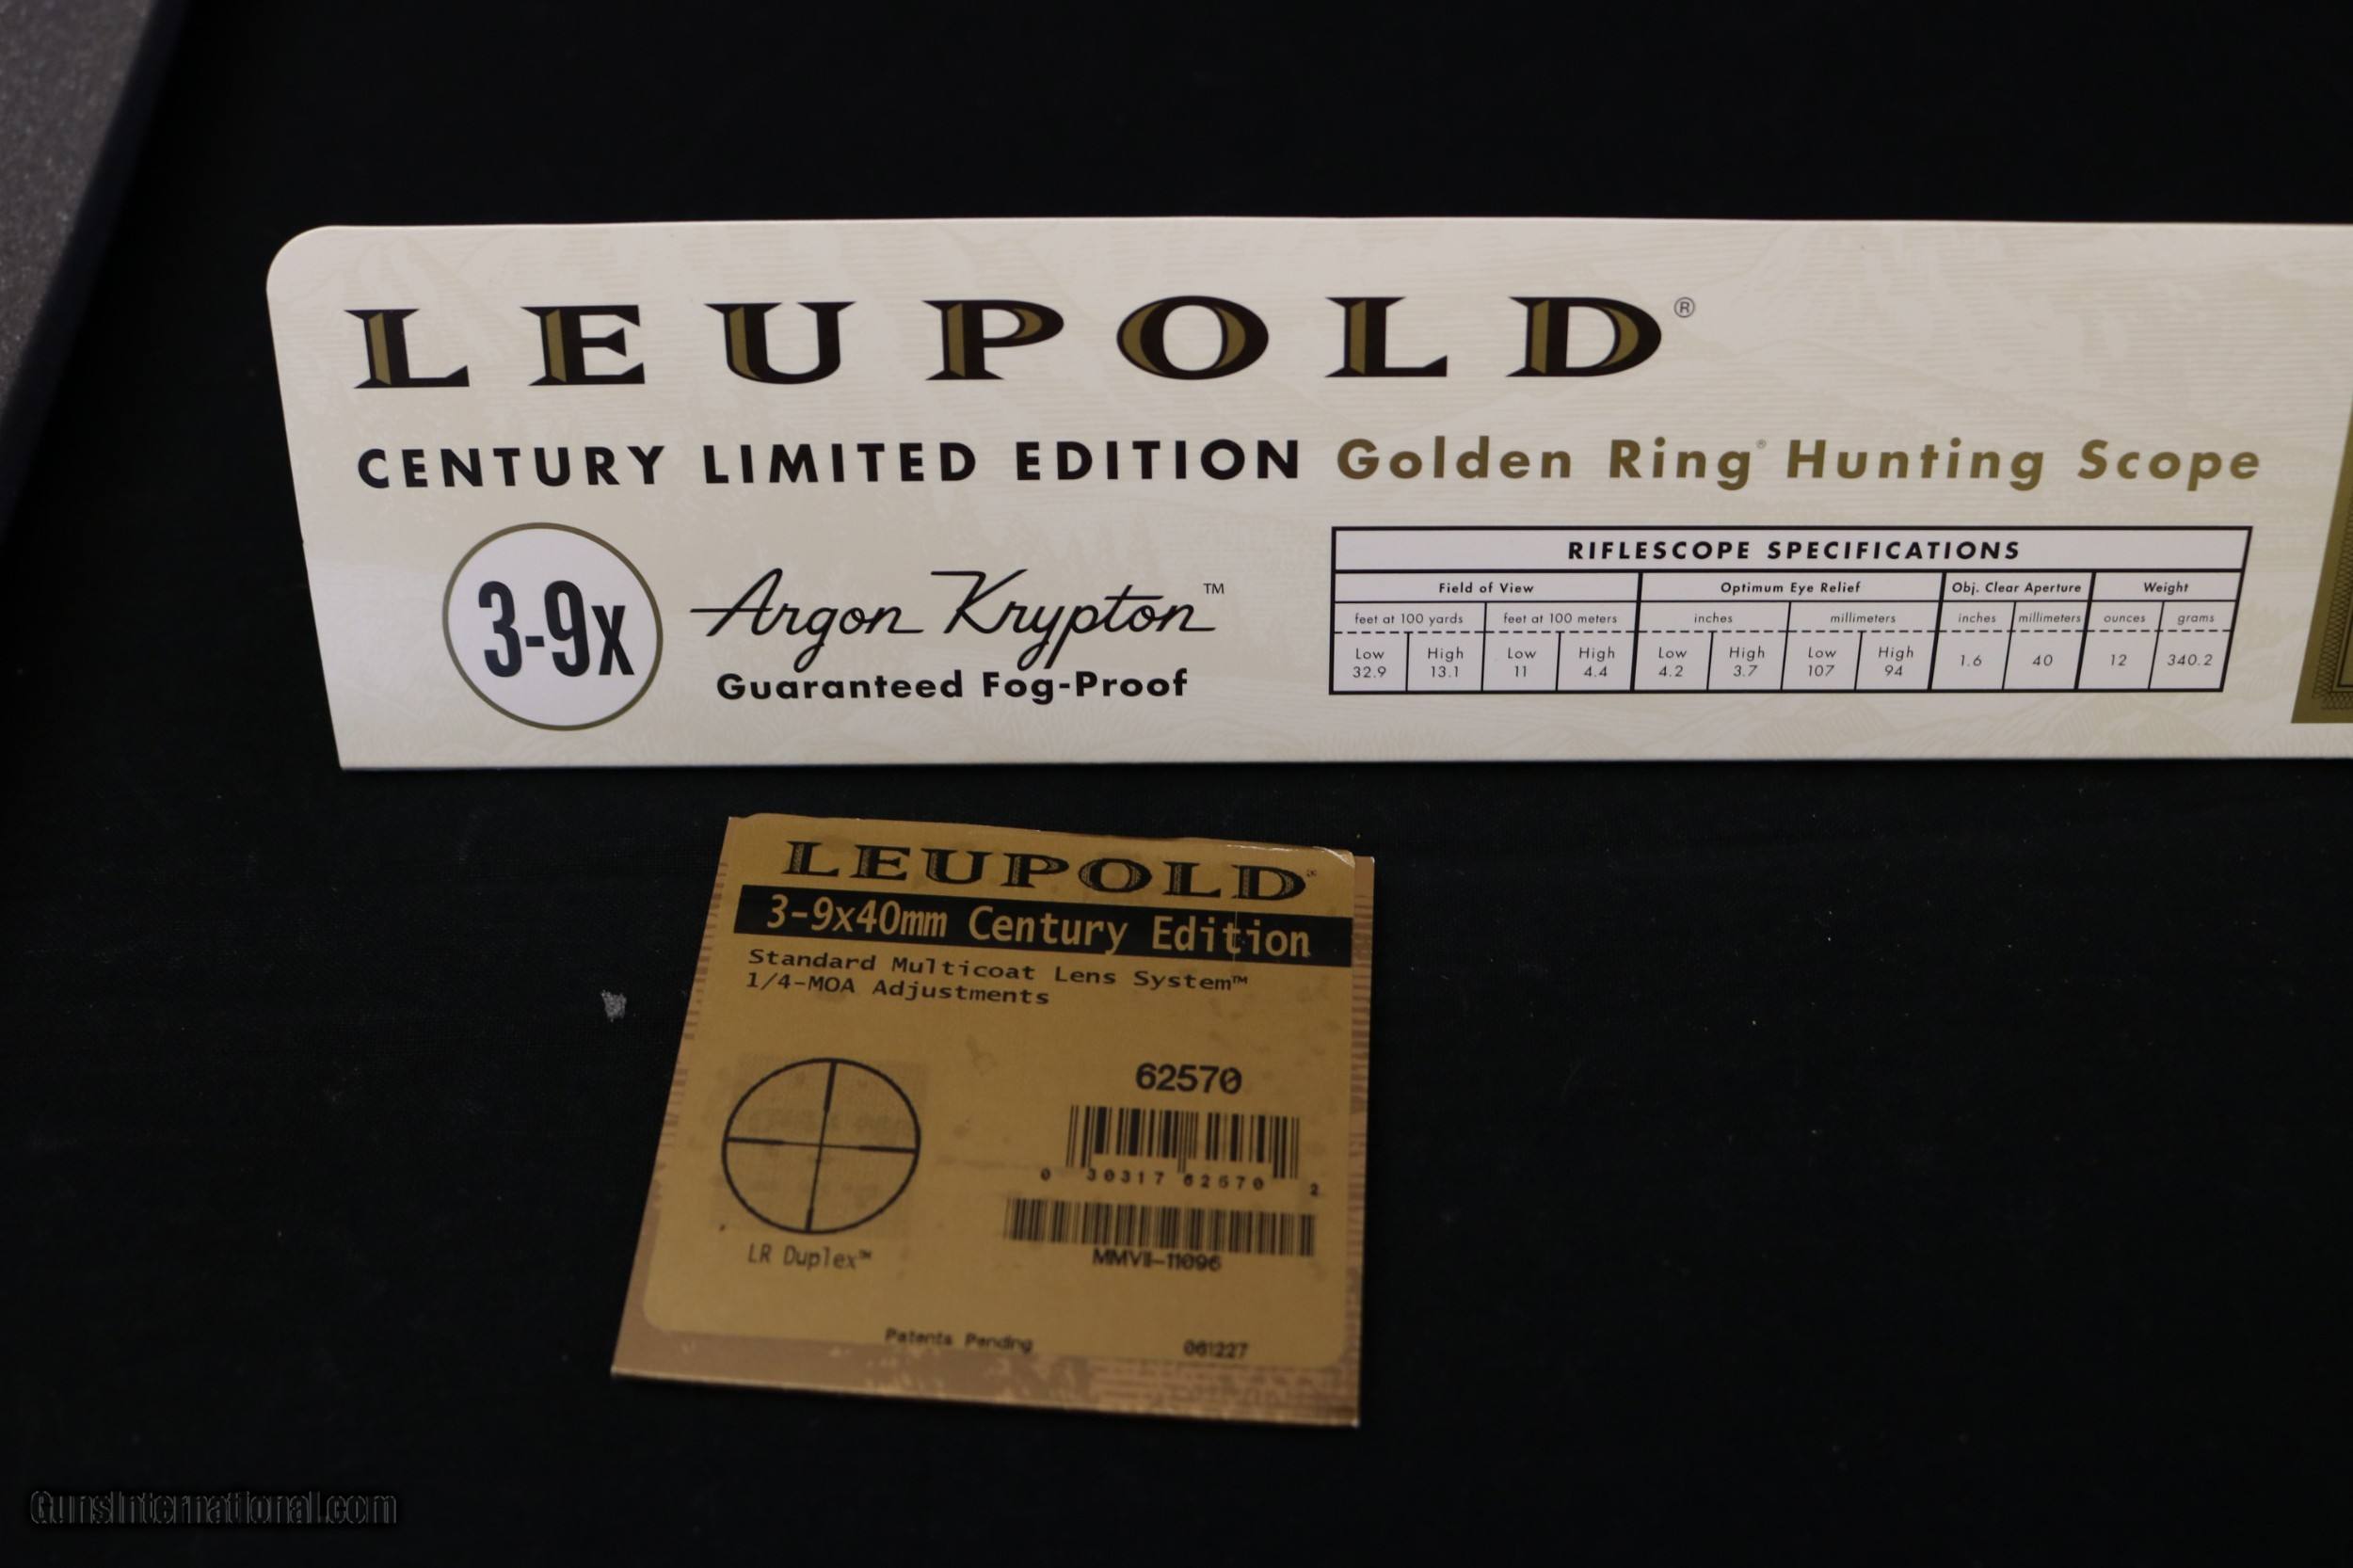 LEUPOLD®
CENTURY LIMITED EDITION Golden Ring® Hunting Scope
3-9x
Argon Krypton™
Guaranteed Fog-Proof
RIFLESCOPE SPECIFICATIONS
Field of View Optimum Eye Relief Obj. Clear Aperture Weight
feet at 100 yards feet at 100 meters inches millimeters inches millimeters ounces grams
Low High Low High Low High Low High
32.9 13.1 11 4.4 4.2 3.7 107 94 1.6 40 12 340.2
LEUPOLD®
3-9x40mm Century Edition
Standard Multicoat Lens System™
1/4-MOA Adjustments
62570
0 30317 62570 2
MMVII-11096
LR Duplex™
Patents Pending 061227
GunsInternational.com